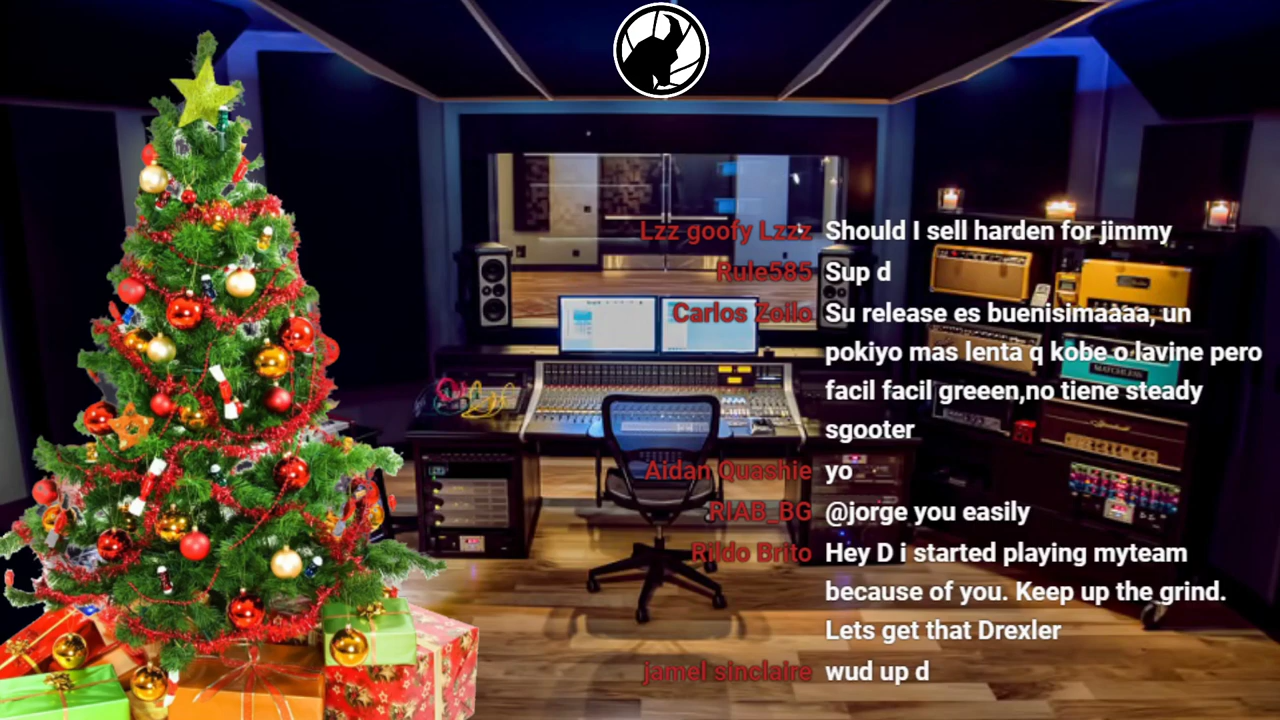 Lzz goofy Lzzz Should I sell harden for jimmy
Rule585 Sup d
Carlos Zoilo Su release es buenisimaaaa, un
pokiyo mas lenta q kobe o lavine pero
facil facil greeen,no tiene steady
sgooter
Aidan Quashie yo
RIAB_BG @jorge you easily
Rildo Brito Hey D i started playing myteam
because of you. Keep up the grind.
Lets get that Drexler
jamel sinclaire wud up d
MATCHLESS